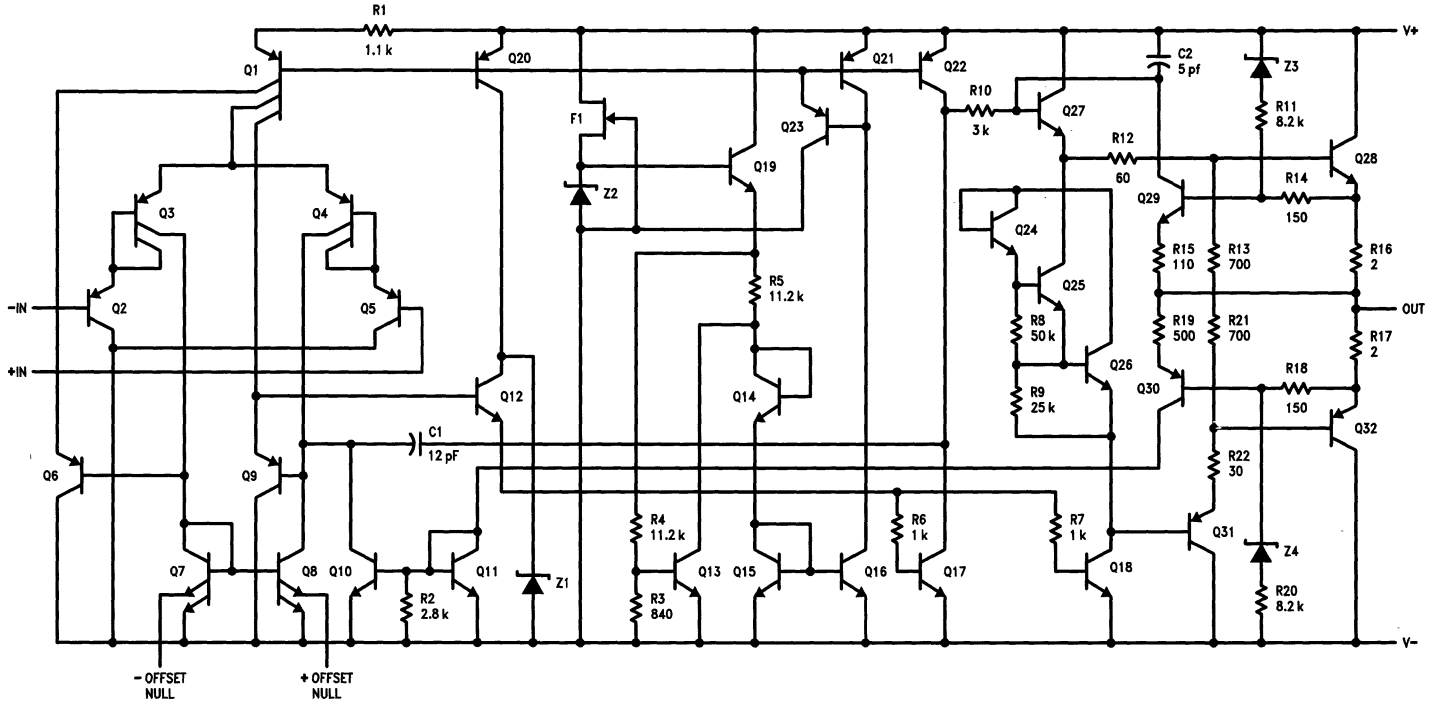 R1
1.1 k
V+
Q1
Q20
Q21
Q22
C2
5 pf
Z3
R10
3 k
Q27
R11
8.2 k
F1
Q23
R12
60
Q28
Q19
Q3
Q4
Z2
Q29
R14
150
Q24
R15
110
R13
700
R16
2
Q2
Q5
R5
11.2 k
Q25
-IN
OUT
R8
50 k
R19
500
R21
700
R17
2
+IN
Q12
Q14
Q26
Q30
R18
150
R9
25 k
C1
12 pF
Q32
Q6
Q9
R22
30
R4
11.2 k
R6
1 k
R7
1 k
Q31
Q7
Q8
Q10
Q11
Z1
Q13
Q15
Q16
Q17
Q18
Z4
R2
2.8 k
R3
840
R20
8.2 k
V-
- OFFSET
NULL
+ OFFSET
NULL